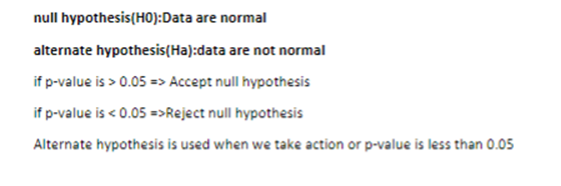 null hypothesis(H0):Data are normal
alternate hypothesis(Ha):data are not normal
if p-value is > 0.05 => Accept null hypothesis
if p-value is < 0.05 =>Reject null hypothesis
Alternate hypothesis is used when we take action or p-value is less than 0.05